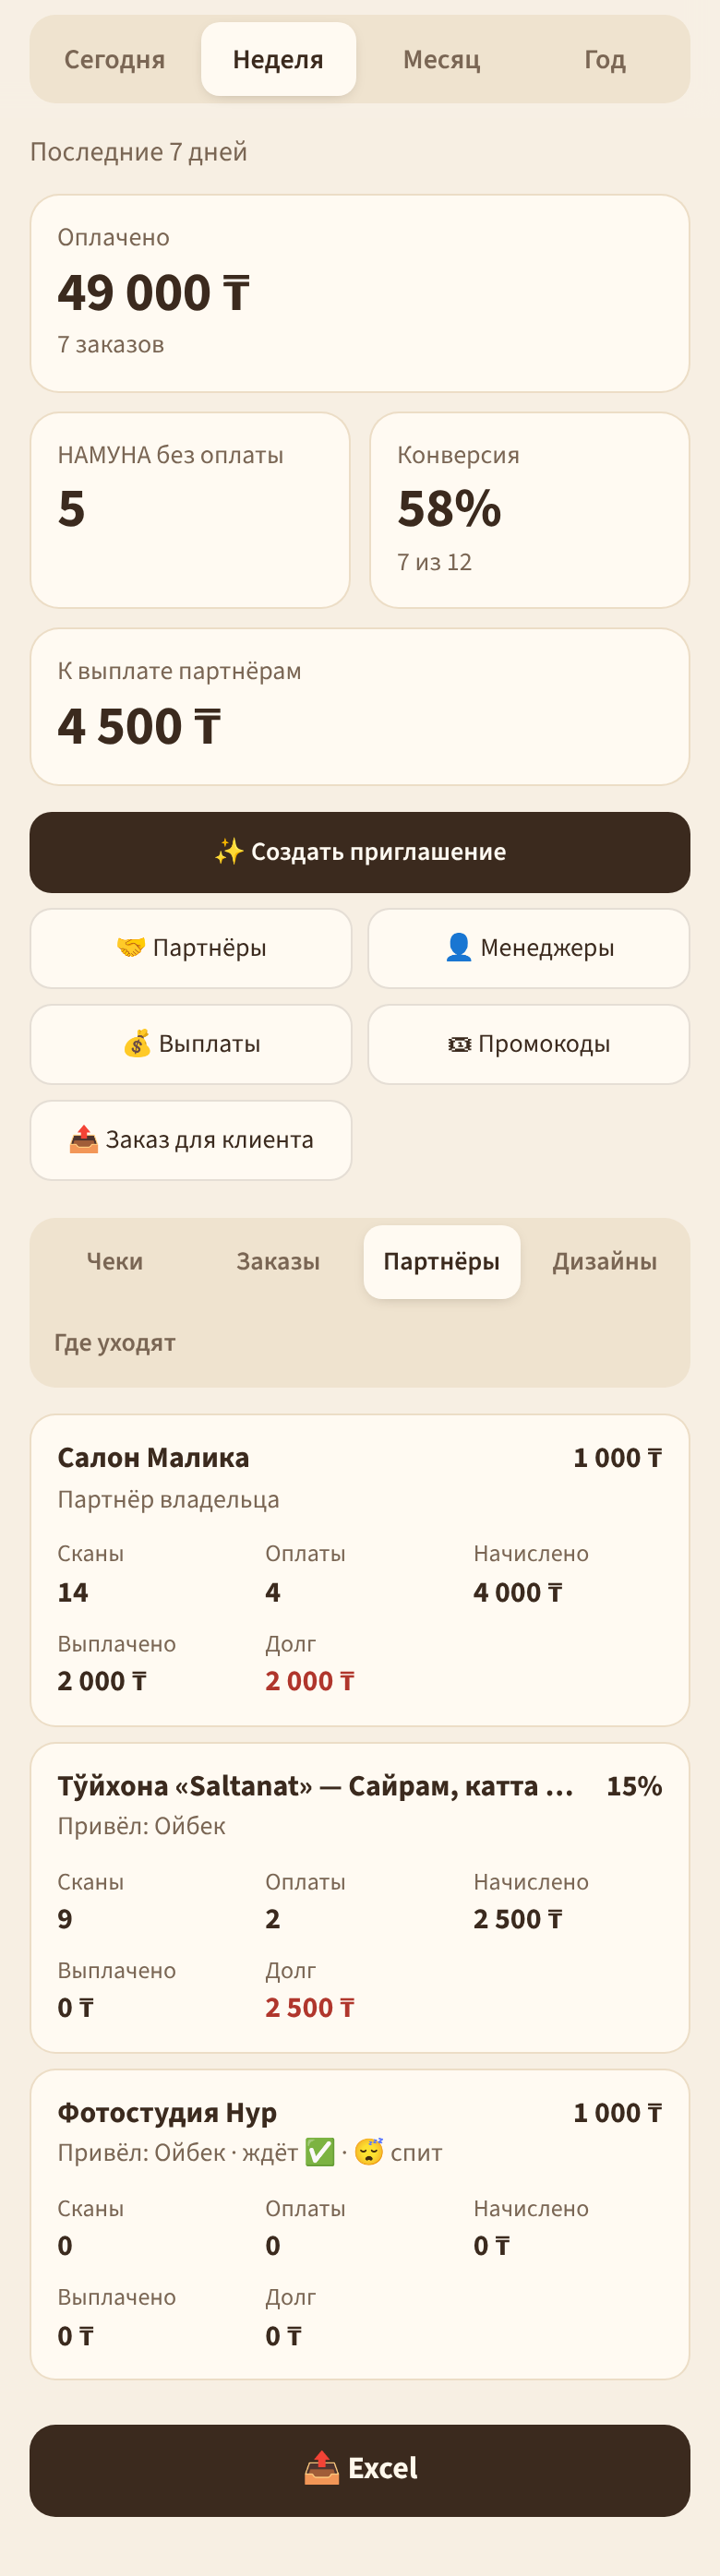 Сегодня Неделя Месяц Год
Последние 7 дней
Оплачено
49 000 ₸
7 заказов
НАМУНА без оплаты
5
Конверсия
58%
7 из 12
К выплате партнёрам
4 500 ₸
✨ Создать приглашение
🤝 Партнёры
👤 Менеджеры
💰 Выплаты
🎟 Промокоды
📤 Заказ для клиента
Чеки Заказы Партнёры Дизайны
Где уходят
Салон Малика 1 000 ₸
Партнёр владельца
Сканы Оплаты Начислено
14 4 4 000 ₸
Выплачено Долг
2 000 ₸ 2 000 ₸
Тўйхона «Saltanat» — Сайрам, катта ... 15%
Привёл: Ойбек
Сканы Оплаты Начислено
9 2 2 500 ₸
Выплачено Долг
0 ₸ 2 500 ₸
Фотостудия Нур 1 000 ₸
Привёл: Ойбек · ждёт ✅ · 😴 спит
Сканы Оплаты Начислено
0 0 0 ₸
Выплачено Долг
0 ₸ 0 ₸
📤 Excel